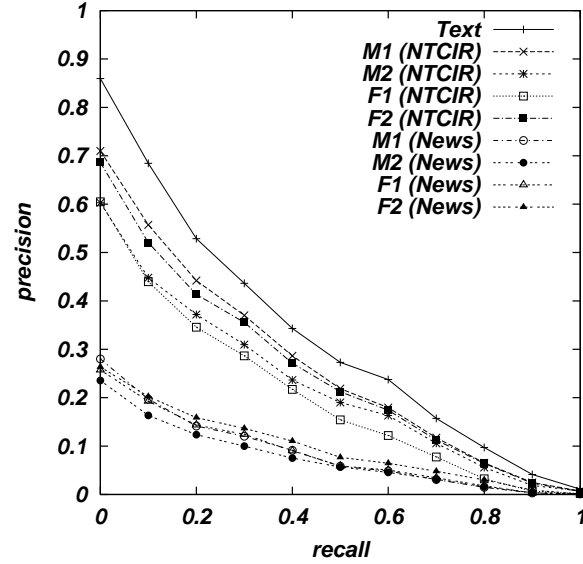 1
0.9
0.8
0.7
0.6
0.5
0.4
0.3
0.2
0.1
0
precision
Text
M1 (NTCIR)
M2 (NTCIR)
F1 (NTCIR)
F2 (NTCIR)
M1 (News)
M2 (News)
F1 (News)
F2 (News)
0 0.2 0.4 0.6 0.8 1
recall